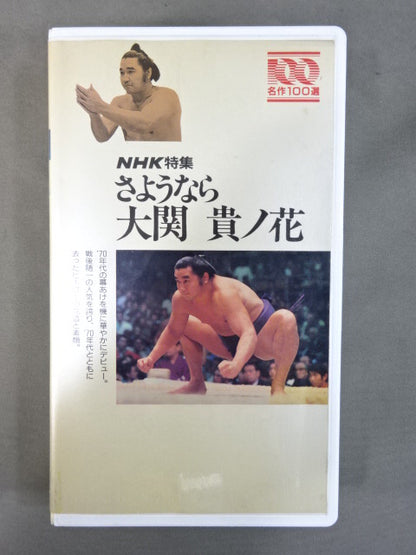 100
名作100選
NHK特集
さようなら
大関 貴ノ花
'70年代の幕あけを機に華やかにデビュー。
戦後随一の人気を誇り、'70年代とともに